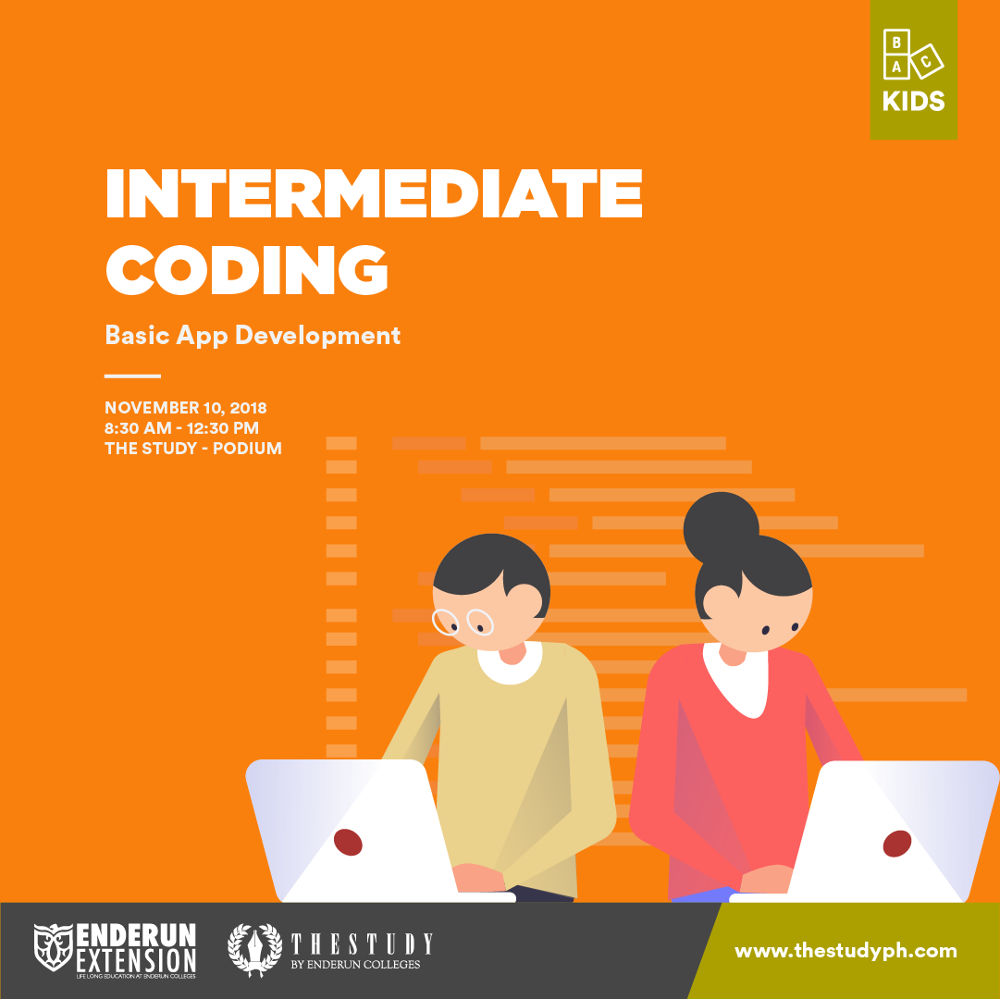 B
A C
KIDS
INTERMEDIATE
CODING
Basic App Development
NOVEMBER 10, 2018
8:30 AM - 12:30 PM
THE STUDY - PODIUM
ENDERUN
EXTENSION
LIFE LONG EDUCATION AT ENDERUN COLLEGES
THE STUDY
BY ENDERUN COLLEGES
www.thestudyph.com